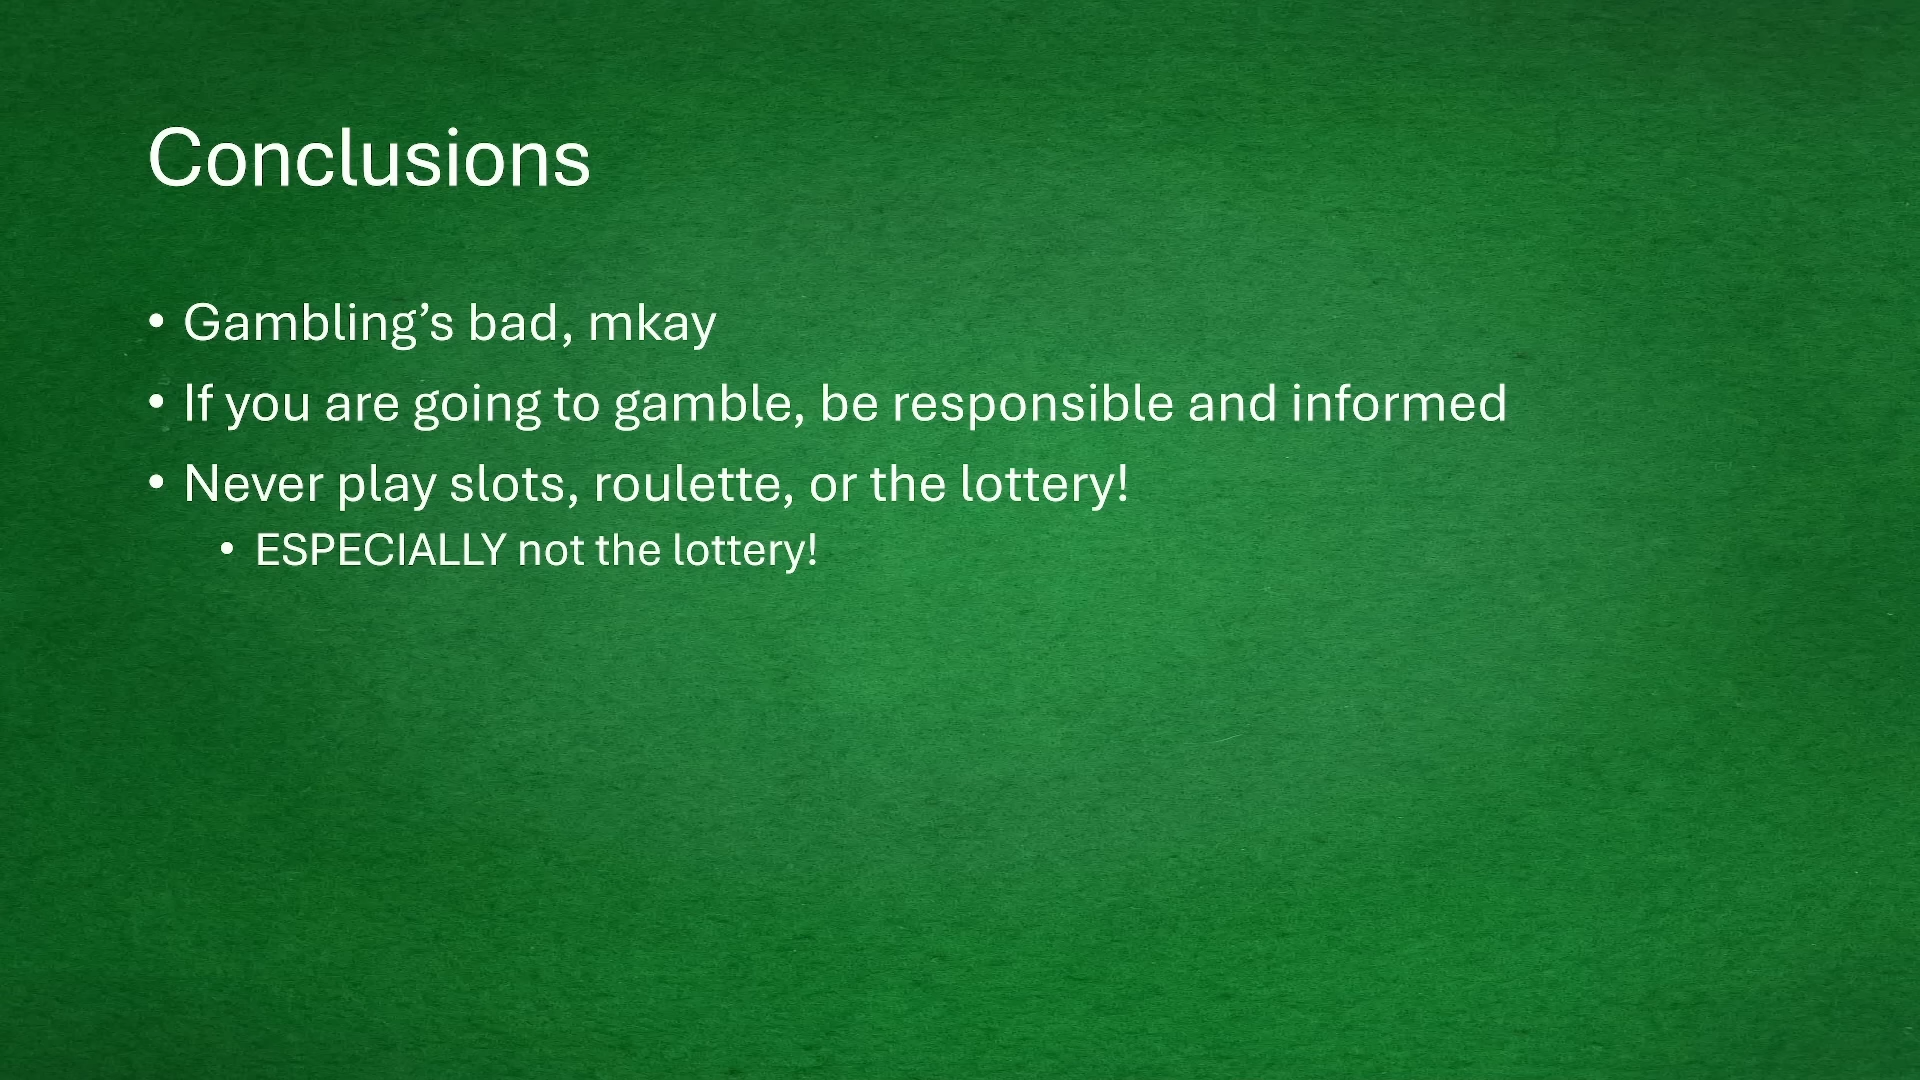 Conclusions
• Gambling’s bad, mkay
• If you are going to gamble, be responsible and informed
• Never play slots, roulette, or the lottery!
• ESPECIALLY not the lottery!